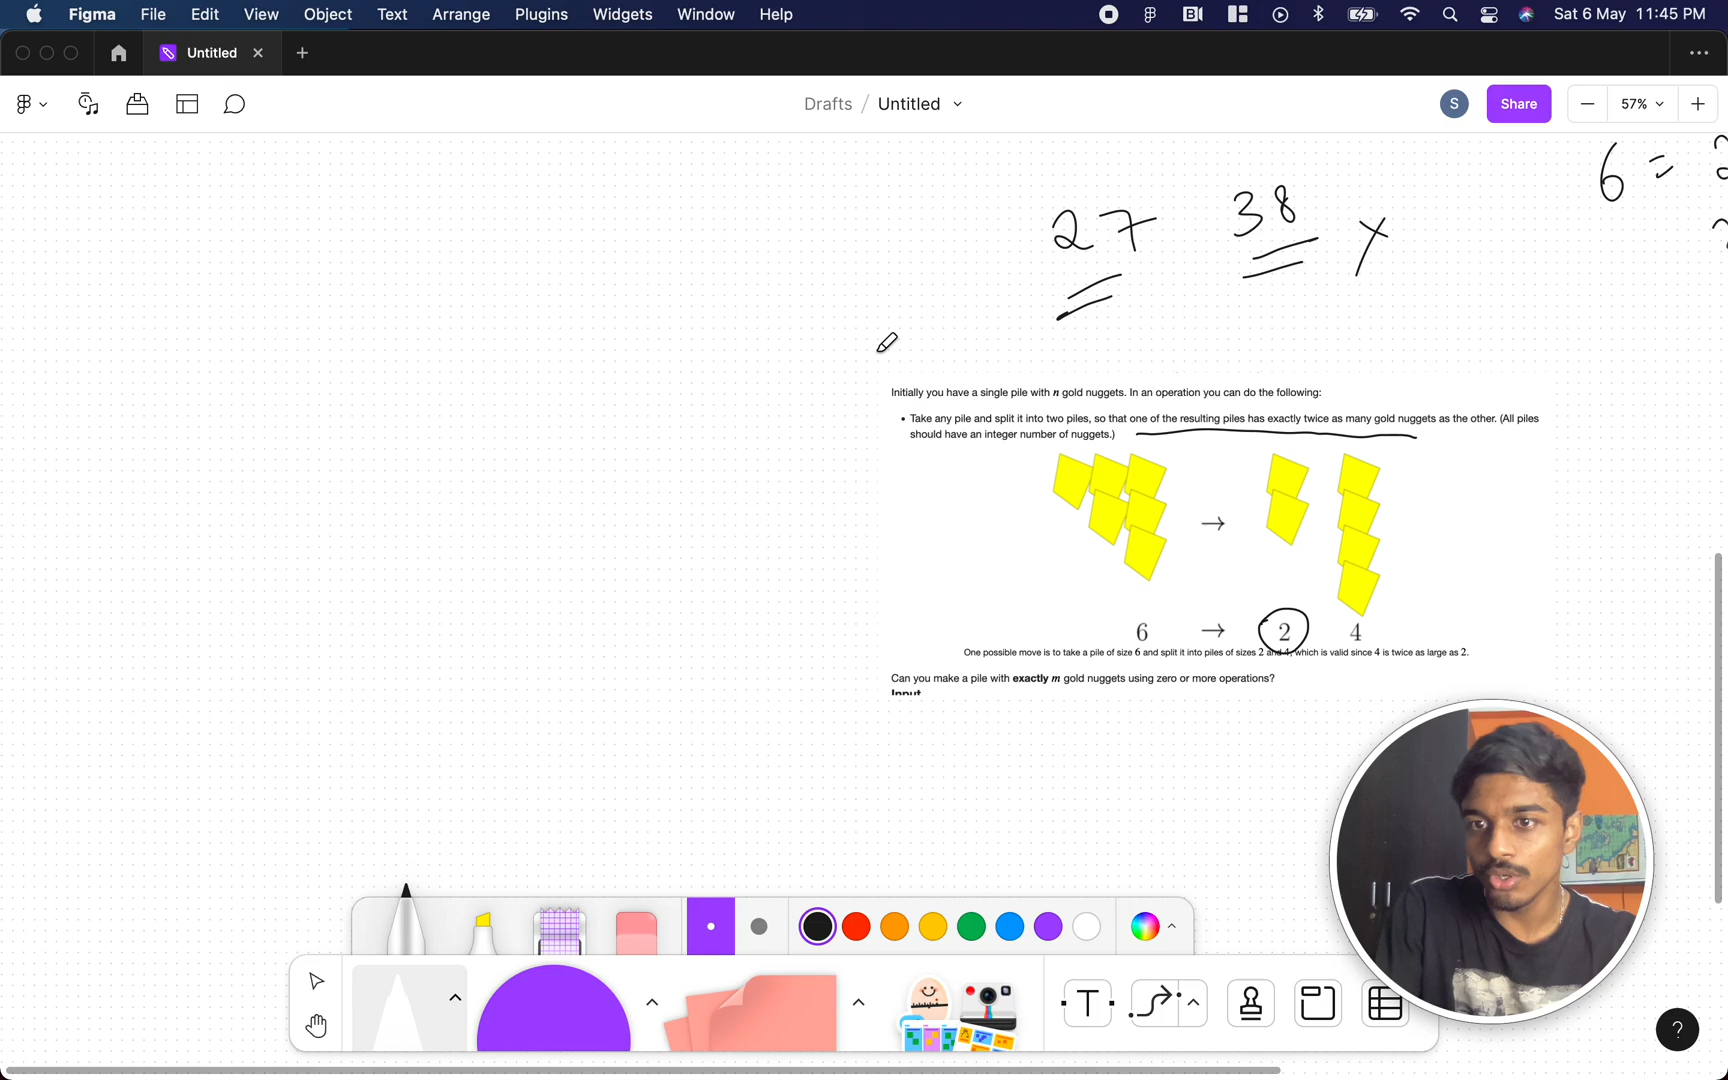 Figma File Edit View Object Text Arrange Plugins Widgets Window Help Sat 6 May 11:45 PM
Untitled
Drafts / Untitled
S
Share
57%
6 =
27 38
Initially you have a single pile with n gold nuggets. In an operation you can do the following:
• Take any pile and split it into two piles, so that one of the resulting piles has exactly twice as many gold nuggets as the other. (All piles
should have an integer number of nuggets.)
6 → 2 4
One possible move is to take a pile of size 6 and split it into piles of sizes 2 and 4, which is valid since 4 is twice as large as 2.
Can you make a pile with exactly m gold nuggets using zero or more operations?
Input
T
?